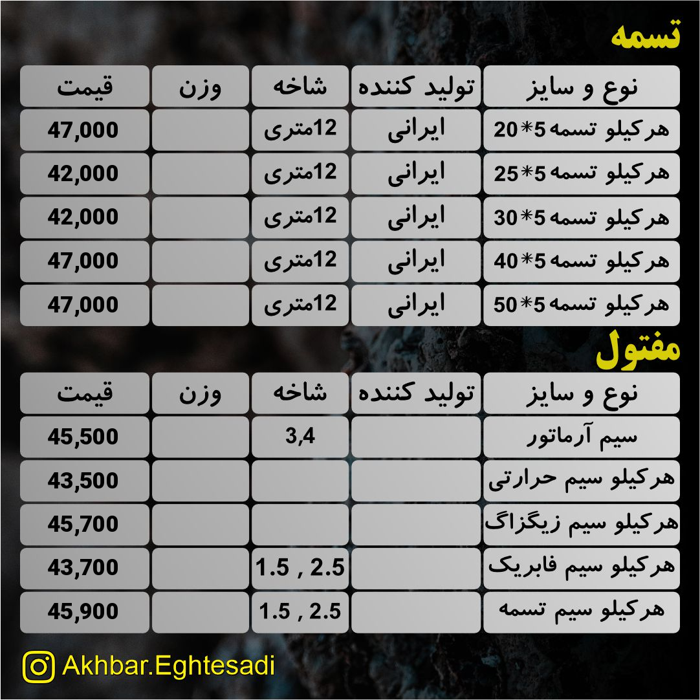 تسمه
نوع و سایز تولید کننده شاخه وزن قیمت
هرکیلو تسمه 5*20 ایرانی 12متری 47,000
هرکیلو تسمه 5*25 ایرانی 12متری 42,000
هرکیلو تسمه 5*30 ایرانی 12متری 42,000
هرکیلو تسمه 5*40 ایرانی 12متری 47,000
هرکیلو تسمه 5*50 ایرانی 12متری 47,000
مفتول
نوع و سایز تولید کننده شاخه وزن قیمت
سیم آرماتور 3,4 45,500
هرکیلو سیم حرارتی 43,500
هرکیلو سیم زیگزاگ 45,700
هرکیلو سیم فابریک 1.5 , 2.5 43,700
هرکیلو سیم تسمه 1.5 , 2.5 45,900
Akhbar.Eghtesadi